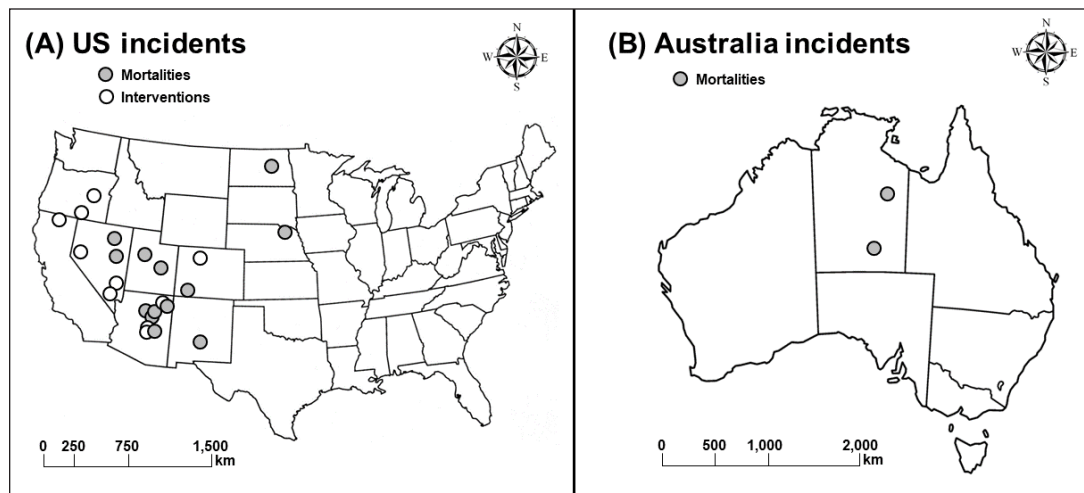 (A) US incidents
Mortalities
Interventions
N
W E
S
0 250 750 1,500
km
(B) Australia incidents
Mortalities
N
W E
S
0 500 1,000 2,000
km